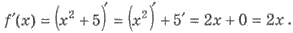 f′(x) = (x² + 5)′ = (x²)′ + 5′ = 2x + 0 = 2x .